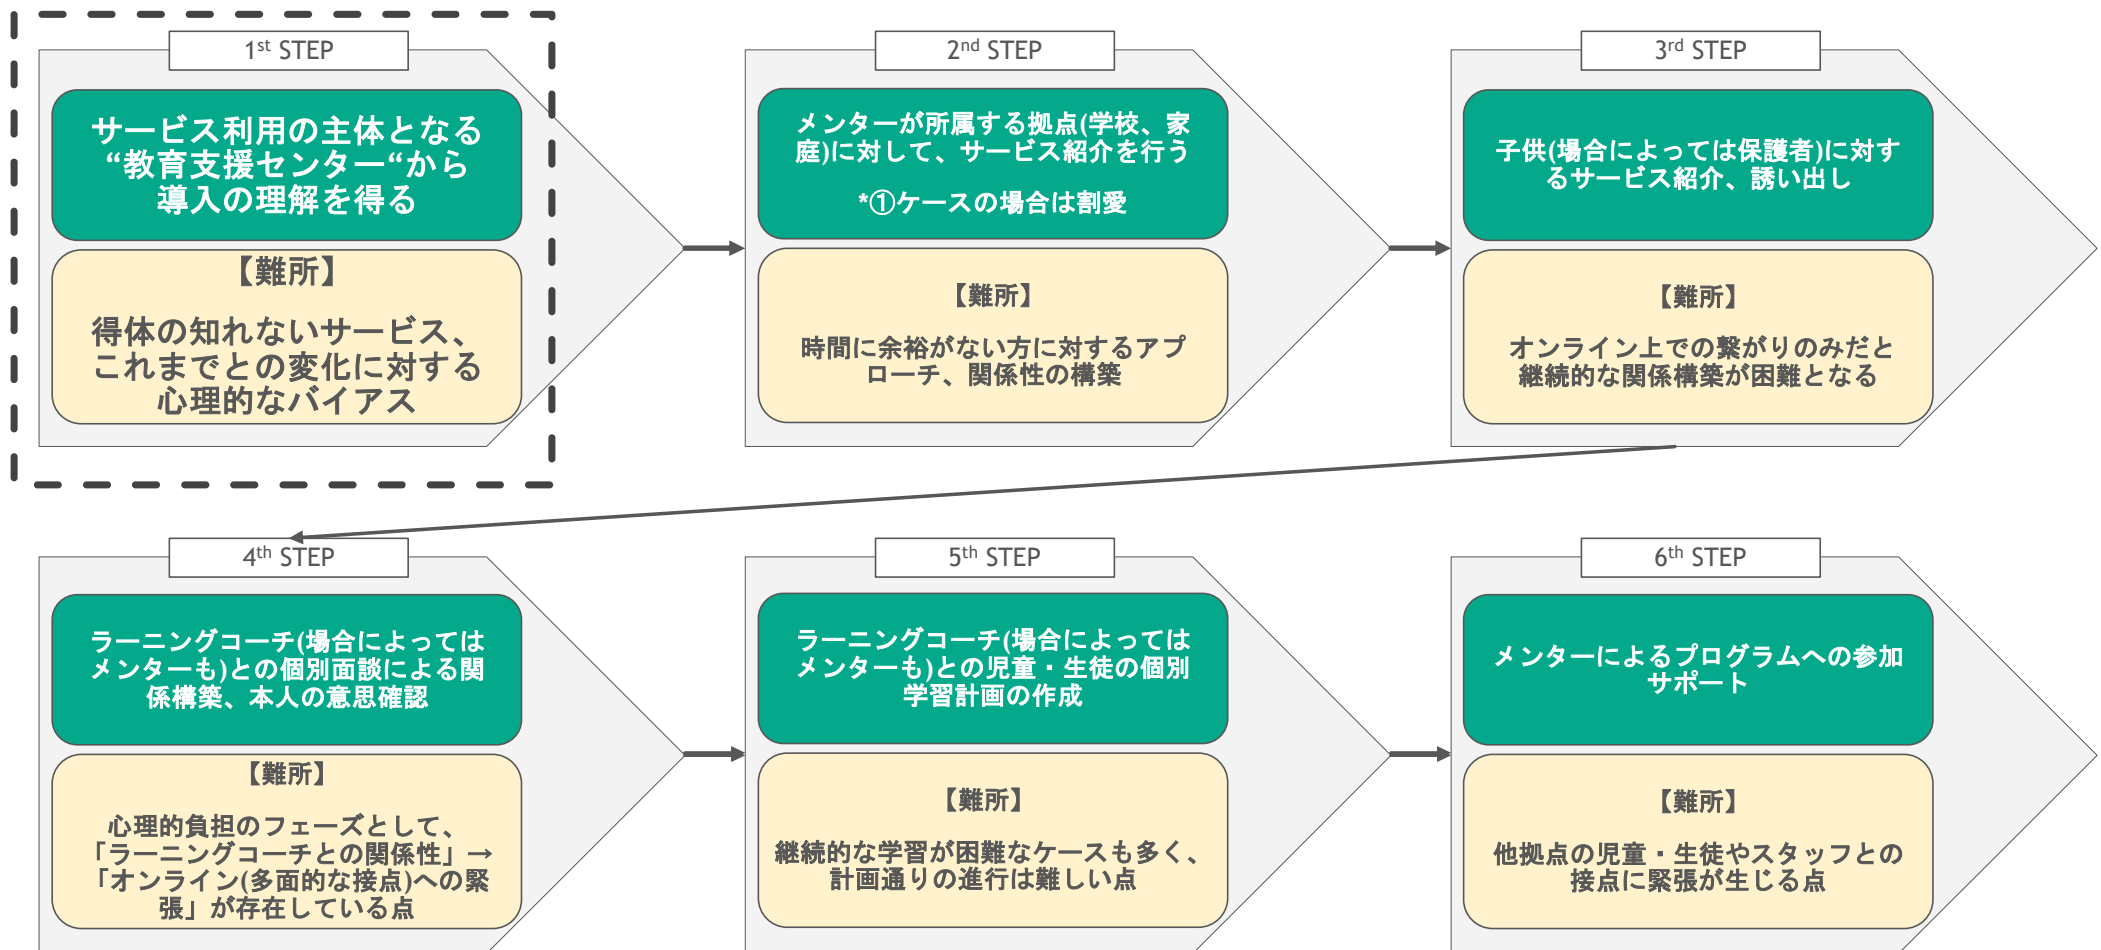 1st STEP
サービス利用の主体となる
“教育支援センター“から
導入の理解を得る
【難所】
得体の知れないサービス、
これまでとの変化に対する
心理的なバイアス
2nd STEP
メンターが所属する拠点(学校、家
庭)に対して、サービス紹介を行う
*①ケースの場合は割愛
【難所】
時間に余裕がない方に対するアプ
ローチ、関係性の構築
3rd STEP
子供(場合によっては保護者)に対す
るサービス紹介、誘い出し
【難所】
オンライン上での繋がりのみだと
継続的な関係構築が困難となる
4th STEP
ラーニングコーチ(場合によっては
メンターも)との個別面談による関
係構築、本人の意思確認
【難所】
心理的負担のフェーズとして、
「ラーニングコーチとの関係性」→
「オンライン(多面的な接点)への緊
張」が存在している点
5th STEP
ラーニングコーチ(場合によっては
メンターも)との児童・生徒の個別
学習計画の作成
【難所】
継続的な学習が困難なケースも多く、
計画通りの進行は難しい点
6th STEP
メンターによるプログラムへの参加
サポート
【難所】
他拠点の児童・生徒やスタッフとの
接点に緊張が生じる点